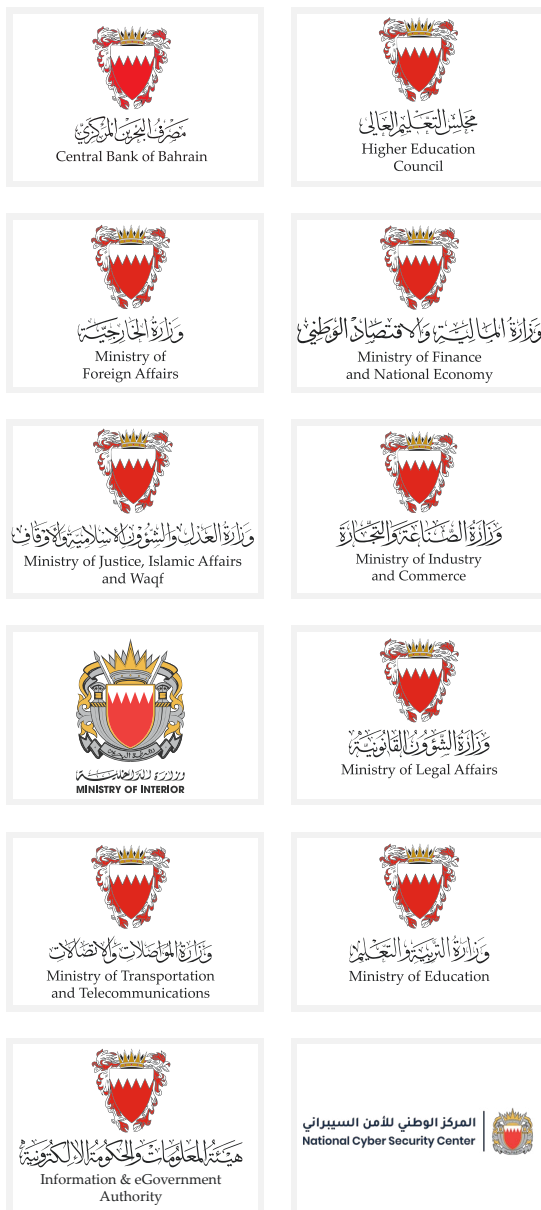 مصرف البحرين المركزي
Central Bank of Bahrain
مجلس التعليم العالي
Higher Education
Council
وزارة الخارجية
Ministry of
Foreign Affairs
وزارة المالية والاقتصاد الوطني
Ministry of Finance
and National Economy
وزارة العدل والشؤون الإسلامية والأوقاف
Ministry of Justice, Islamic Affairs
and Waqf
وزارة الصناعة والتجارة
Ministry of Industry
and Commerce
وزارة الداخلية
MINISTRY OF INTERIOR
وزارة الشؤون القانونية
Ministry of Legal Affairs
وزارة المواصلات والاتصالات
Ministry of Transportation
and Telecommunications
وزارة التربية والتعليم
Ministry of Education
هيئة المعلومات والحكومة الإلكترونية
Information & eGovernment
Authority
المركز الوطني للأمن السيبراني
National Cyber Security Center